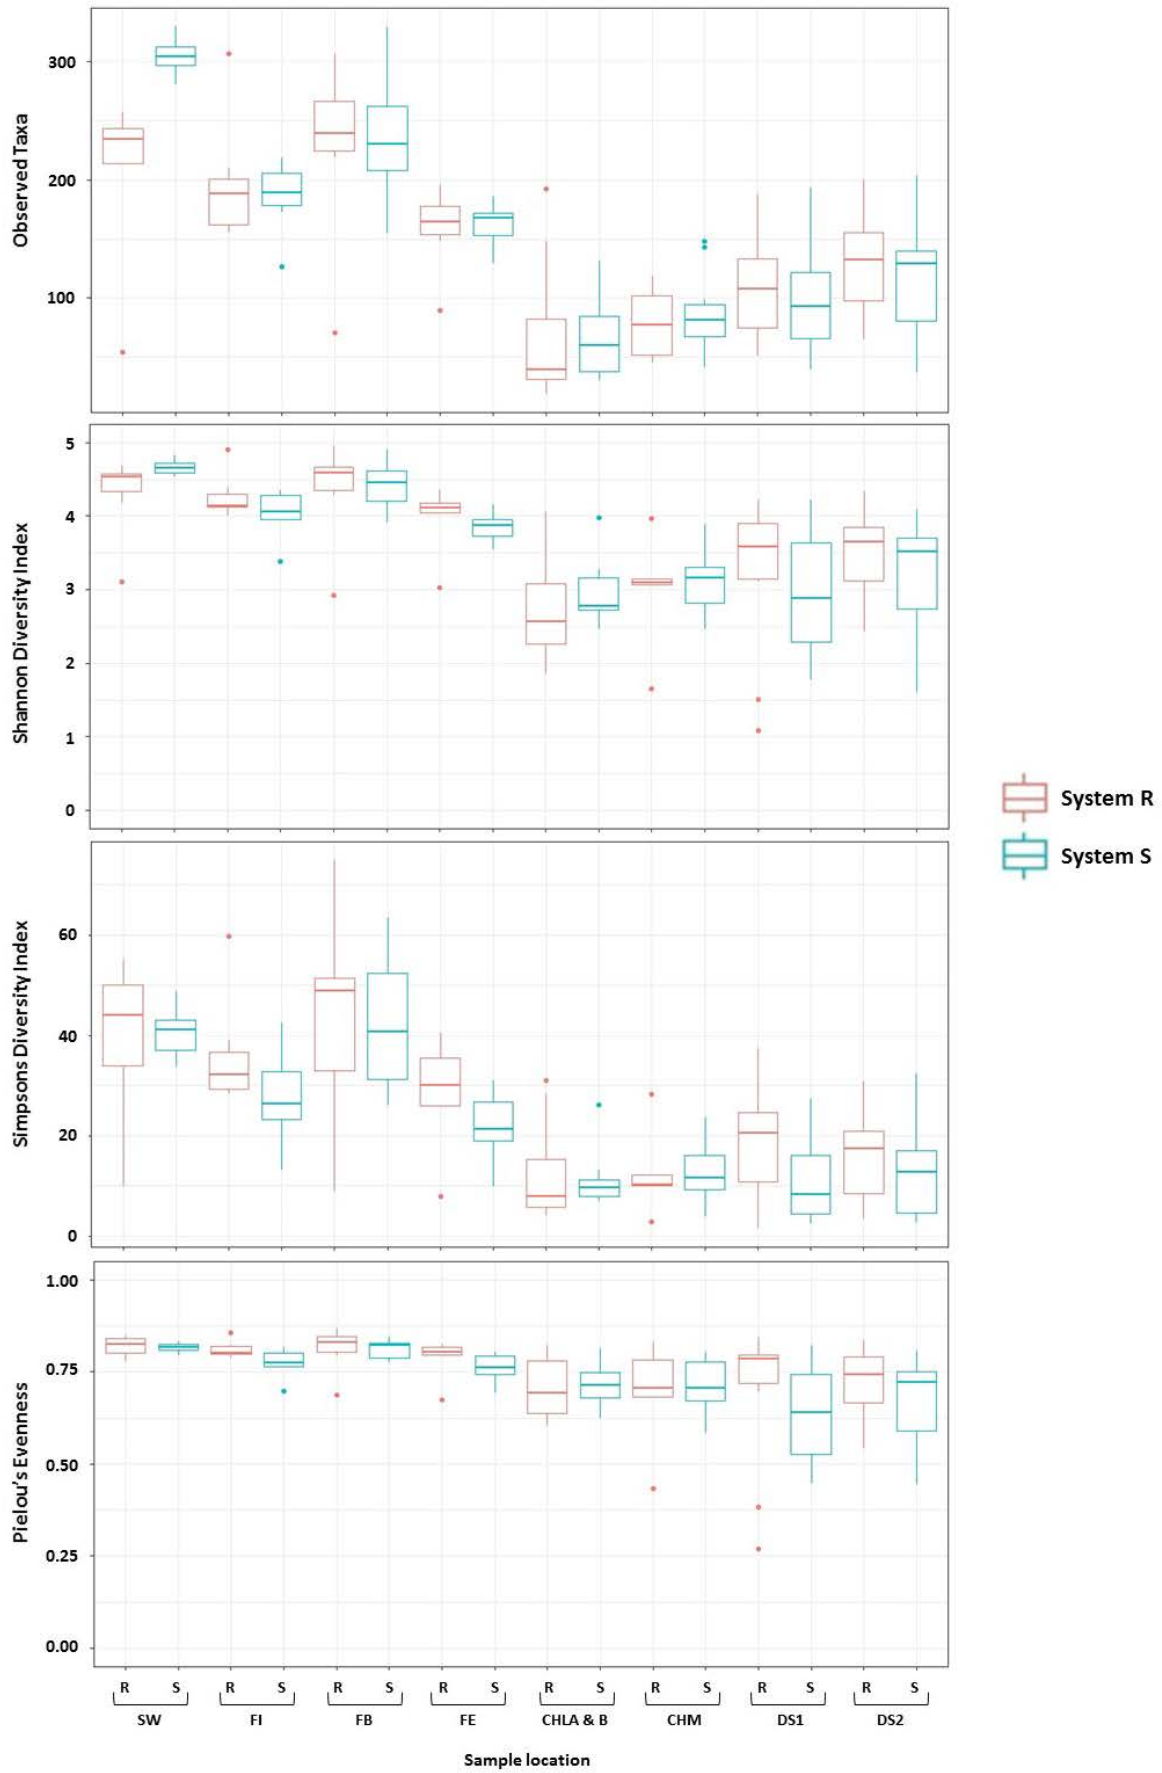 Observed Taxa
300
200
100
Shannon Diversity Index
5
4
3
2
1
0
System R
System S
Simpsons Diversity Index
60
40
20
0
Pielou's Evenness
1.00
0.75
0.50
0.25
0.00
R S R S R S R S R S R S R S R S
SW FI FB FE CHLA & B CHM DS1 DS2
Sample location